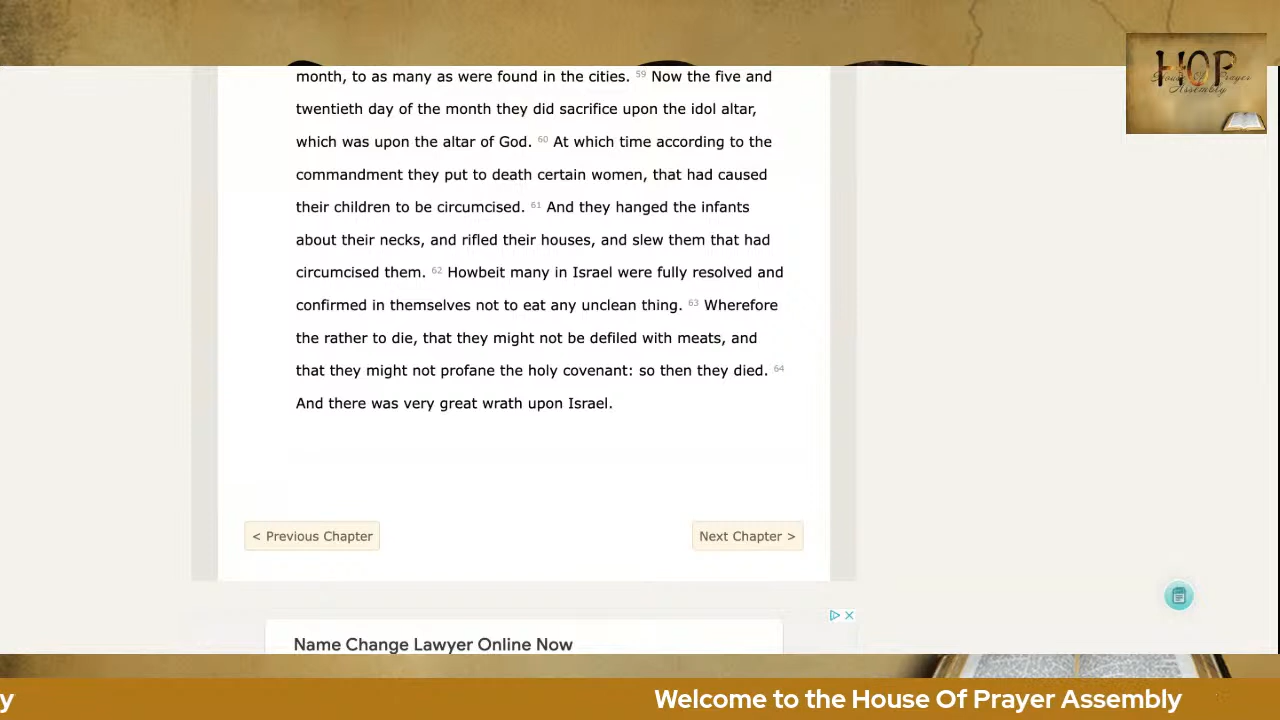 HOP
House Of Prayer
Assembly
month, to as many as were found in the cities. 59 Now the five and
twentieth day of the month they did sacrifice upon the idol altar,
which was upon the altar of God. 60 At which time according to the
commandment they put to death certain women, that had caused
their children to be circumcised. 61 And they hanged the infants
about their necks, and rifled their houses, and slew them that had
circumcised them. 62 Howbeit many in Israel were fully resolved and
confirmed in themselves not to eat any unclean thing. 63 Wherefore
the rather to die, that they might not be defiled with meats, and
that they might not profane the holy covenant: so then they died. 64
And there was very great wrath upon Israel.
< Previous Chapter
Next Chapter >
Name Change Lawyer Online Now
y
Welcome to the House Of Prayer Assembly